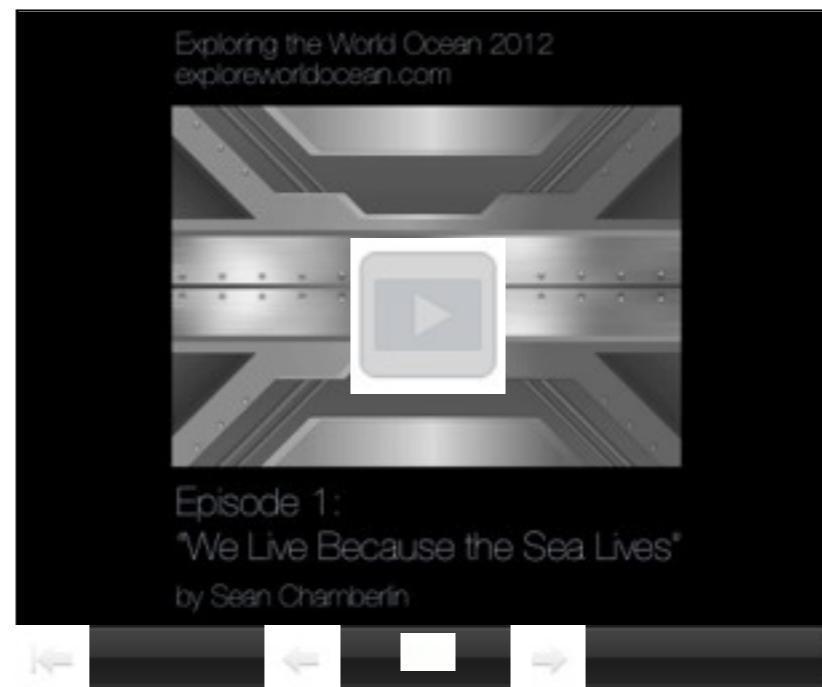 Exploring the World Ocean 2012
exploreworldocean.com
Episode 1:
"We Live Because the Sea Lives"
by Sean Chamberlin